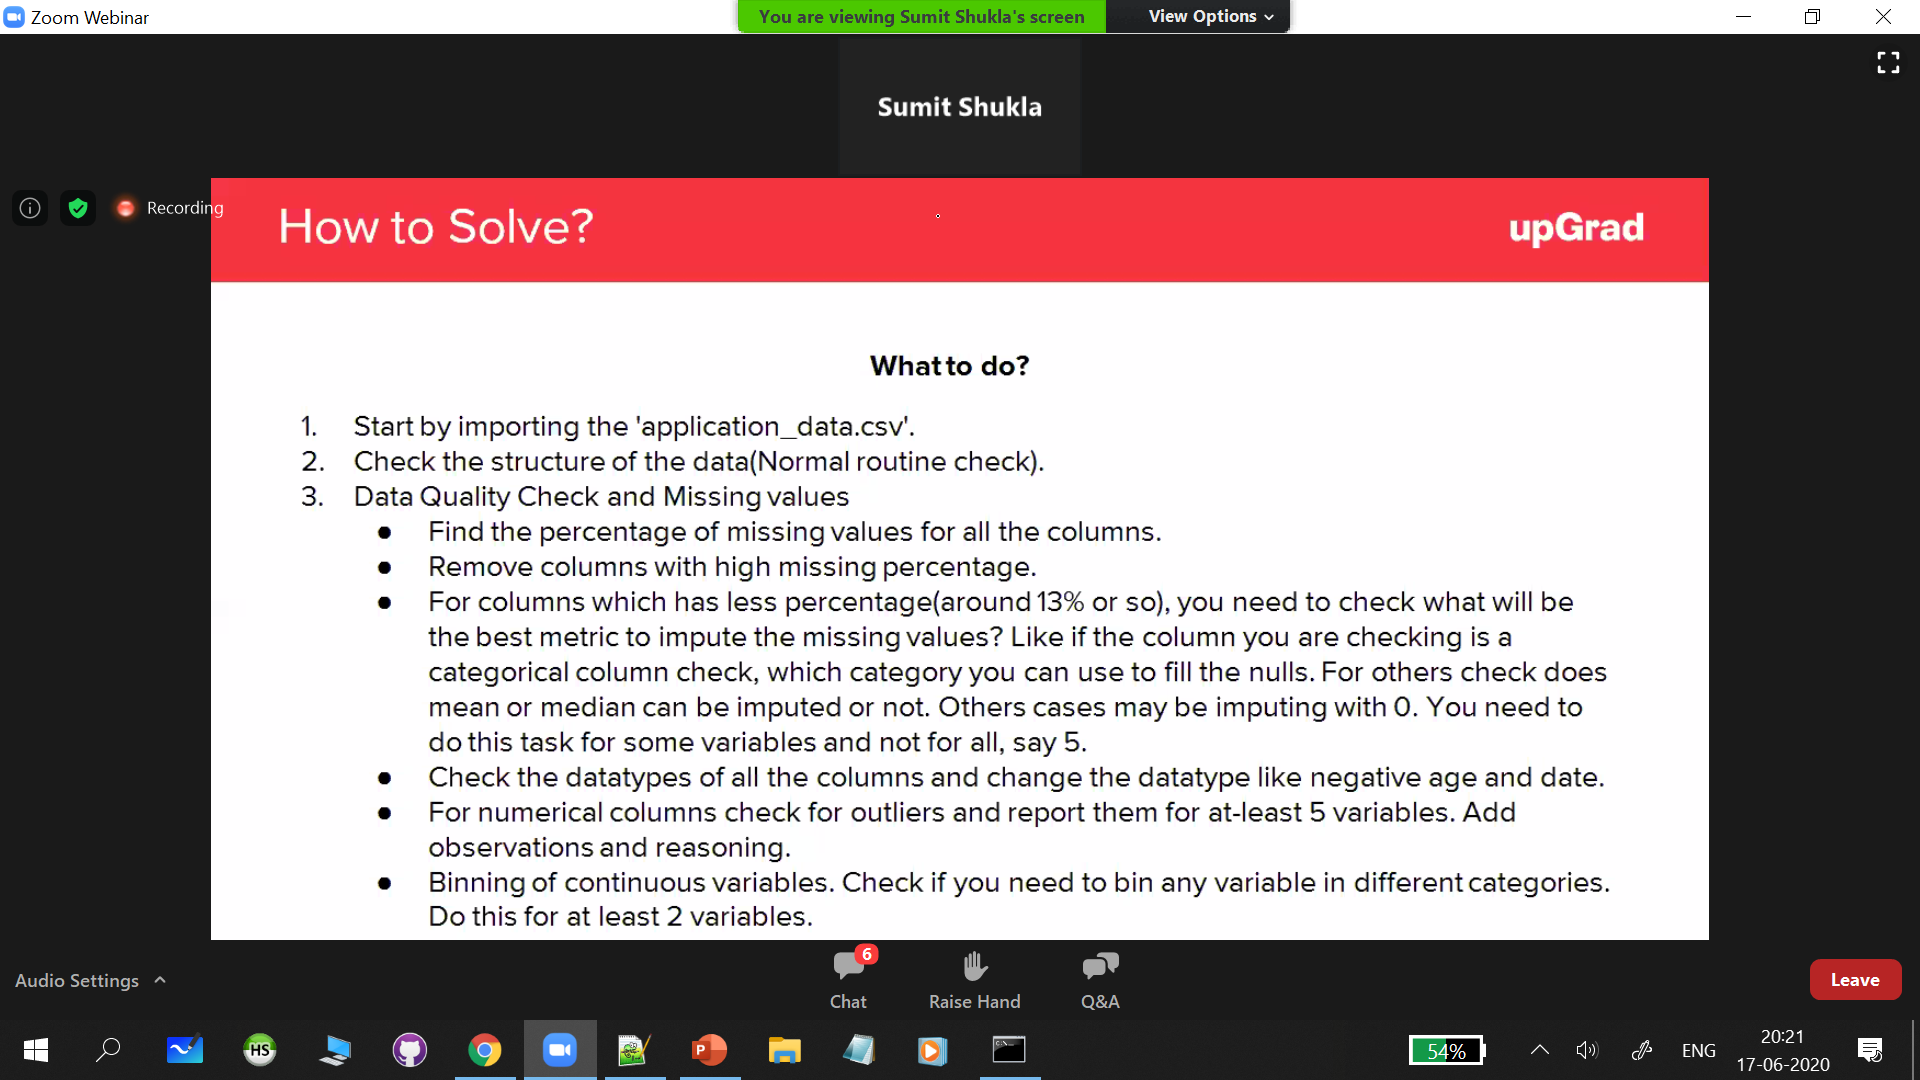 Zoom Webinar
You are viewing Sumit Shukla's screen
View Options
Sumit Shukla
Recording
How to Solve?
upGrad
What to do?
1. Start by importing the 'application_data.csv'.
2. Check the structure of the data(Normal routine check).
3. Data Quality Check and Missing values
● Find the percentage of missing values for all the columns.
● Remove columns with high missing percentage.
● For columns which has less percentage(around 13% or so), you need to check what will be
the best metric to impute the missing values? Like if the column you are checking is a
categorical column check, which category you can use to fill the nulls. For others check does
mean or median can be imputed or not. Others cases may be imputing with 0. You need to
do this task for some variables and not for all, say 5.
● Check the datatypes of all the columns and change the datatype like negative age and date.
● For numerical columns check for outliers and report them for at-least 5 variables. Add
observations and reasoning.
● Binning of continuous variables. Check if you need to bin any variable in different categories.
Do this for at least 2 variables.
Audio Settings
6
Chat
Raise Hand
Q&A
Leave
HS
P
54%
ENG
20:21
17-06-2020